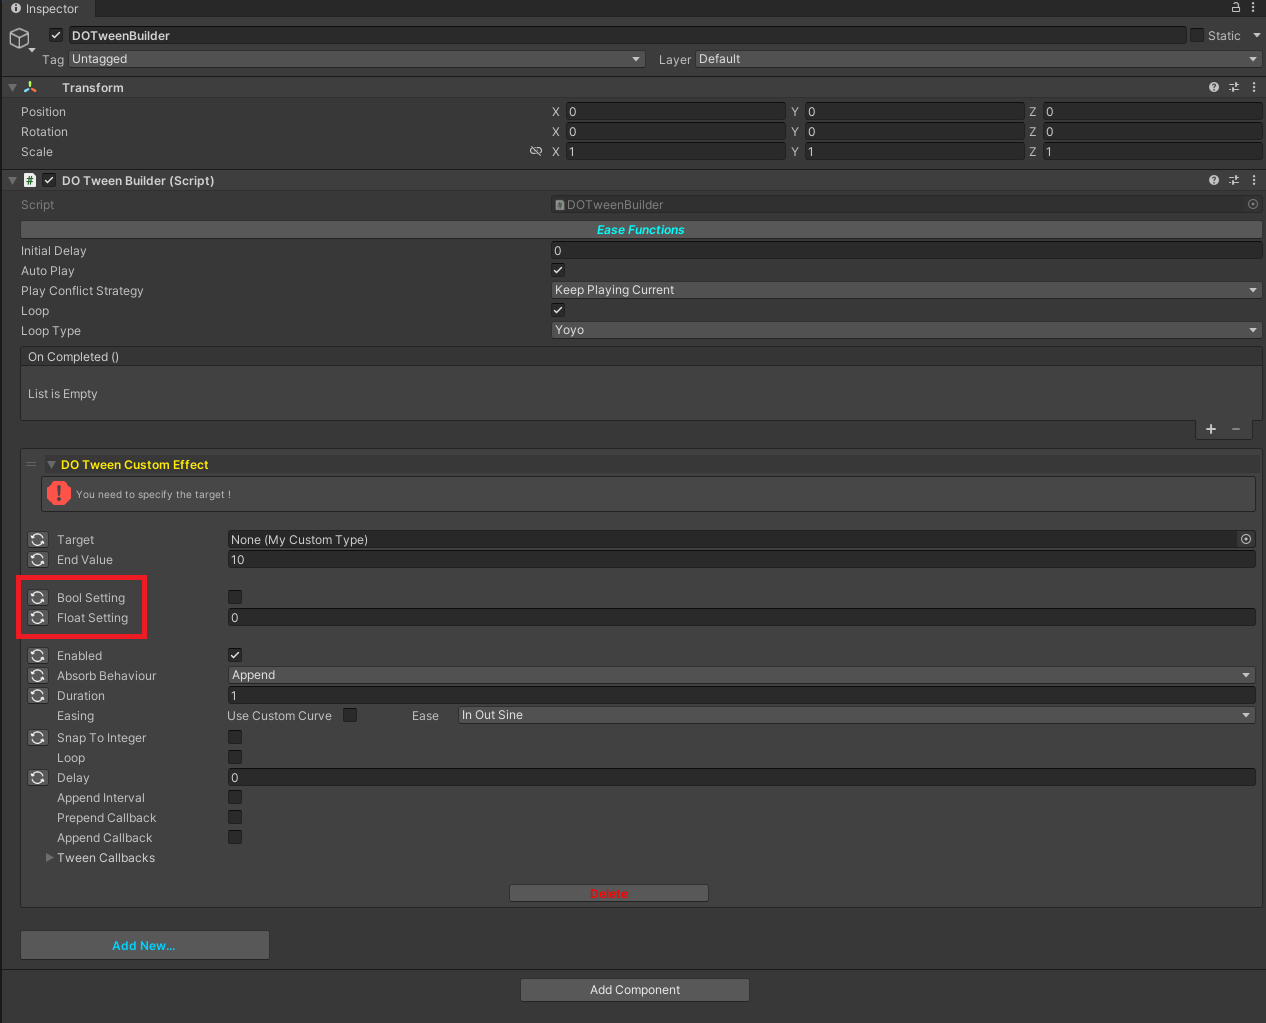 Inspector
DOTweenBuilder Static
Tag Untagged Layer Default
Transform
Position X 0 Y 0 Z 0
Rotation X 0 Y 0 Z 0
Scale X 1 Y 1 Z 1
# DO Tween Builder (Script)
Script # DOTweenBuilder
Ease Functions
Initial Delay 0
Auto Play
Play Conflict Strategy Keep Playing Current
Loop
Loop Type Yoyo
On Completed ()
List is Empty
+ −
DO Tween Custom Effect
You need to specify the target !
Target None (My Custom Type)
End Value 10
Bool Setting
Float Setting 0
Enabled
Absorb Behaviour Append
Duration 1
Easing Use Custom Curve Ease In Out Sine
Snap To Integer
Loop
Delay 0
Append Interval
Prepend Callback
Append Callback
Tween Callbacks
Delete
Add New...
Add Component